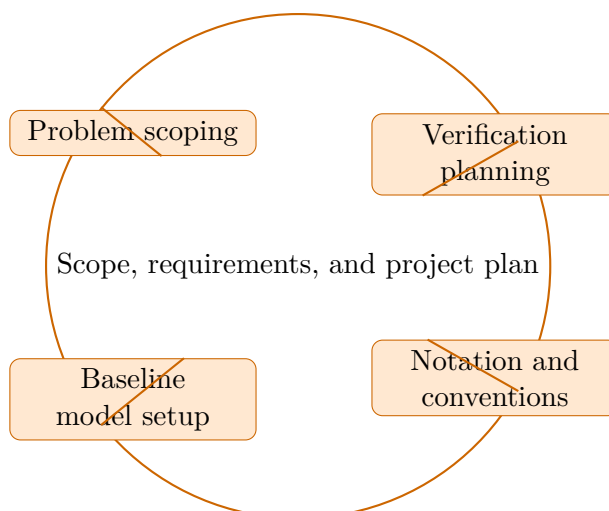 Problem scoping
Verification
planning
Scope, requirements, and project plan
Baseline
model setup
Notation and
conventions